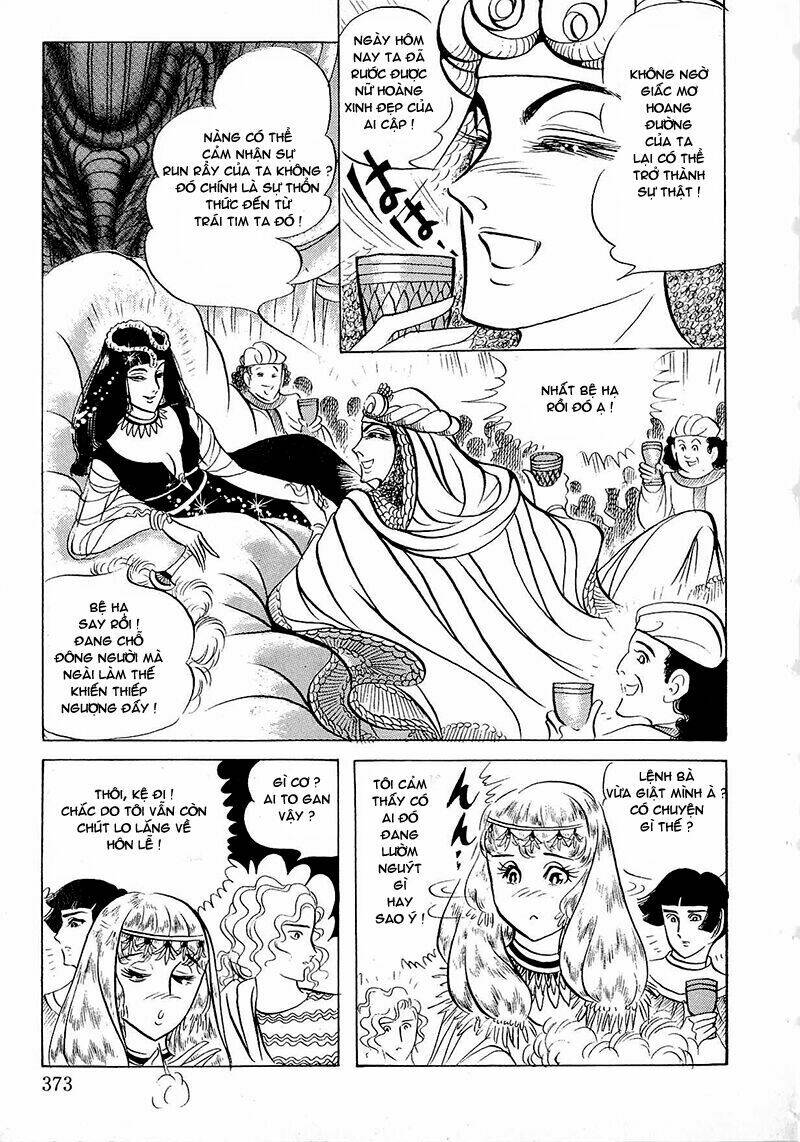 NGÀY HÔM
NAY TA ĐÃ
RƯỚC ĐƯỢC
NỮ HOÀNG
XINH ĐẸP CỦA
AI CẬP !
KHÔNG NGỜ
GIẤC MƠ
HOANG
ĐƯỜNG
CỦA TA
LẠI CÓ THỂ
TRỞ THÀNH
SỰ THẬT !
はは…
NÀNG CÓ THỂ
CẢM NHẬN SỰ
RUN RẨY CỦA TA KHÔNG ?
ĐÓ CHÍNH LÀ SỰ THỔN
THỨC ĐẾN TỪ
TRÁI TIM TA ĐÓ !
NHẤT BỆ HẠ
RỒI ĐÓ Ạ !
BỆ HẠ
SAY RỒI !
ĐANG CHỖ
ĐÔNG NGƯỜI MÀ
NGÀI LÀM THẾ
KHIẾN THIẾP
NGƯỢNG ĐẤY !
THÔI, KỆ ĐI !
CHẮC DO TÔI VẪN CÒN
CHÚT LO LẮNG VỀ
HÔN LỄ !
GÌ CƠ ?
AI TO GAN
VẬY ?
TÔI CẢM
THẤY CÓ
AI ĐÓ
ĐANG
LƯỜM
NGUÝT
GÌ
HAY
SAO Ý !
LỆNH BÀ
VỪA GIẬT MÌNH À ?
CÓ CHUYỆN
GÌ THẾ ?
373